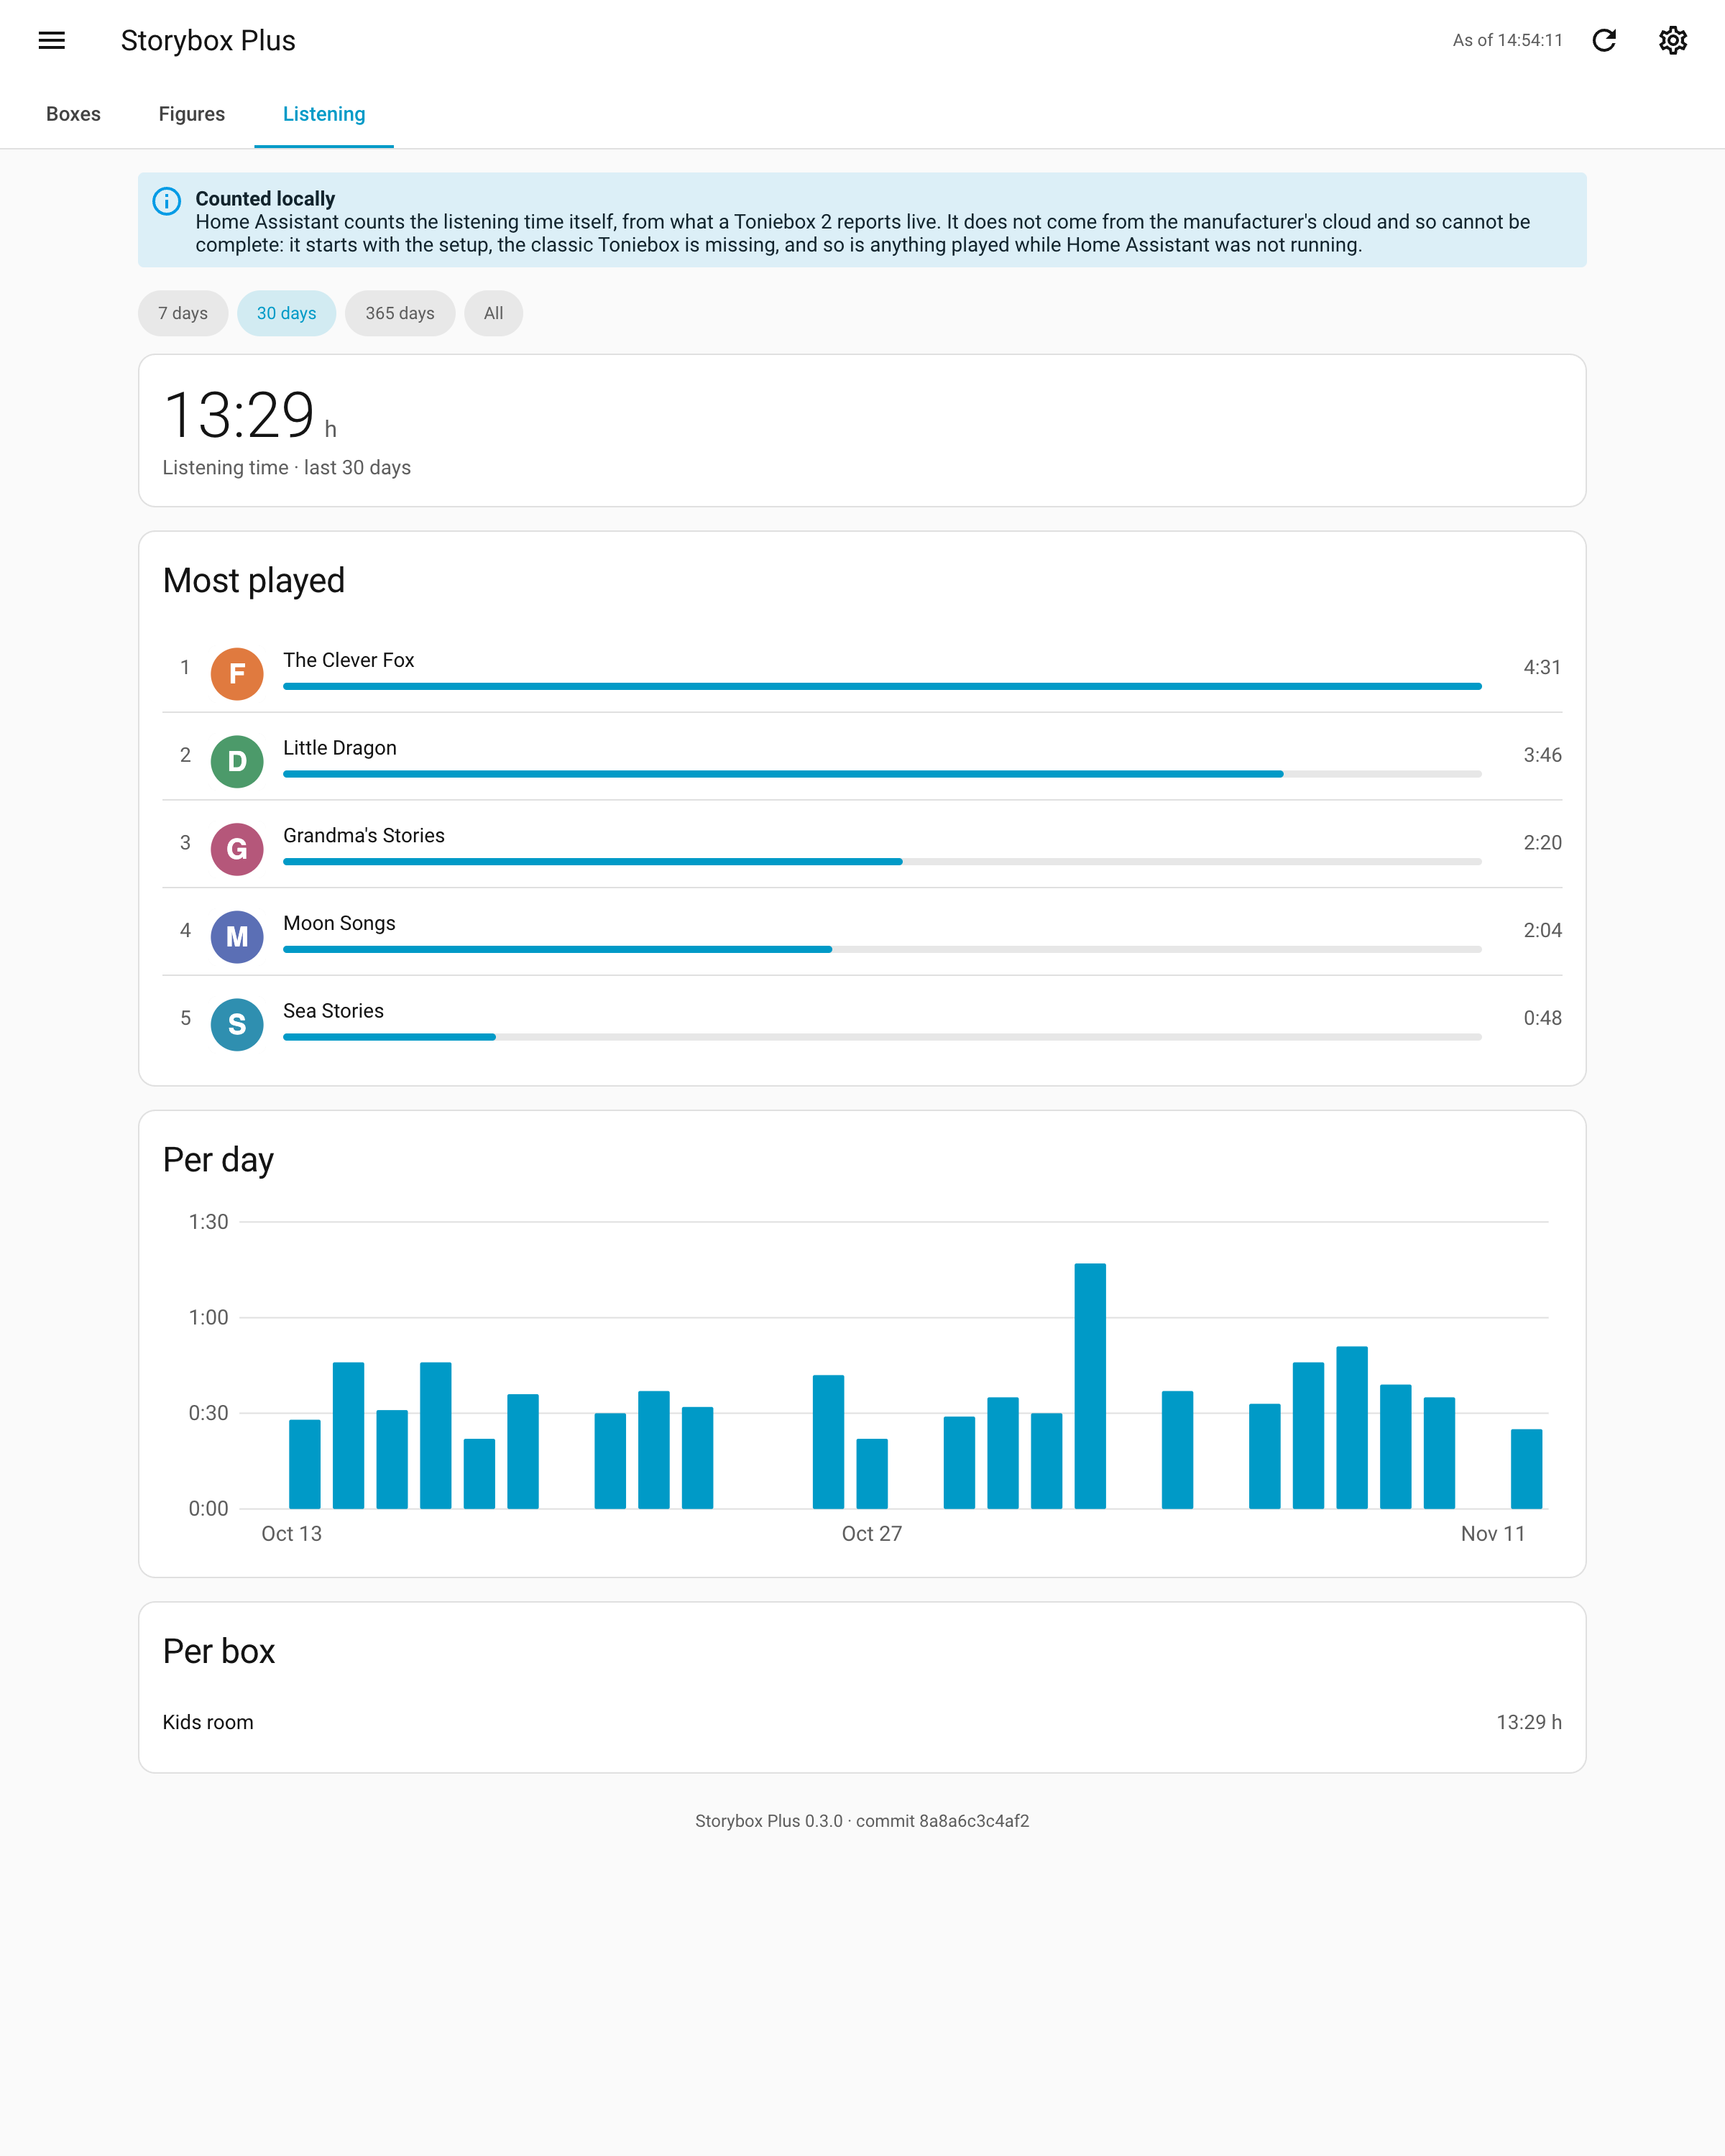 Storybox Plus
As of 14:54:11
Boxes
Figures
Listening
Counted locally
Home Assistant counts the listening time itself, from what a Toniebox 2 reports live. It does not come from the manufacturer's cloud and so cannot be
complete: it starts with the setup, the classic Toniebox is missing, and so is anything played while Home Assistant was not running.
7 days
30 days
365 days
All
13:29 h
Listening time · last 30 days
Most played
1 F The Clever Fox 4:31
2 D Little Dragon 3:46
3 G Grandma's Stories 2:20
4 M Moon Songs 2:04
5 S Sea Stories 0:48
Per day
1:30
1:00
0:30
0:00
Oct 13
Oct 27
Nov 11
Per box
Kids room 13:29 h
Storybox Plus 0.3.0 · commit 8a8a6c3c4af2